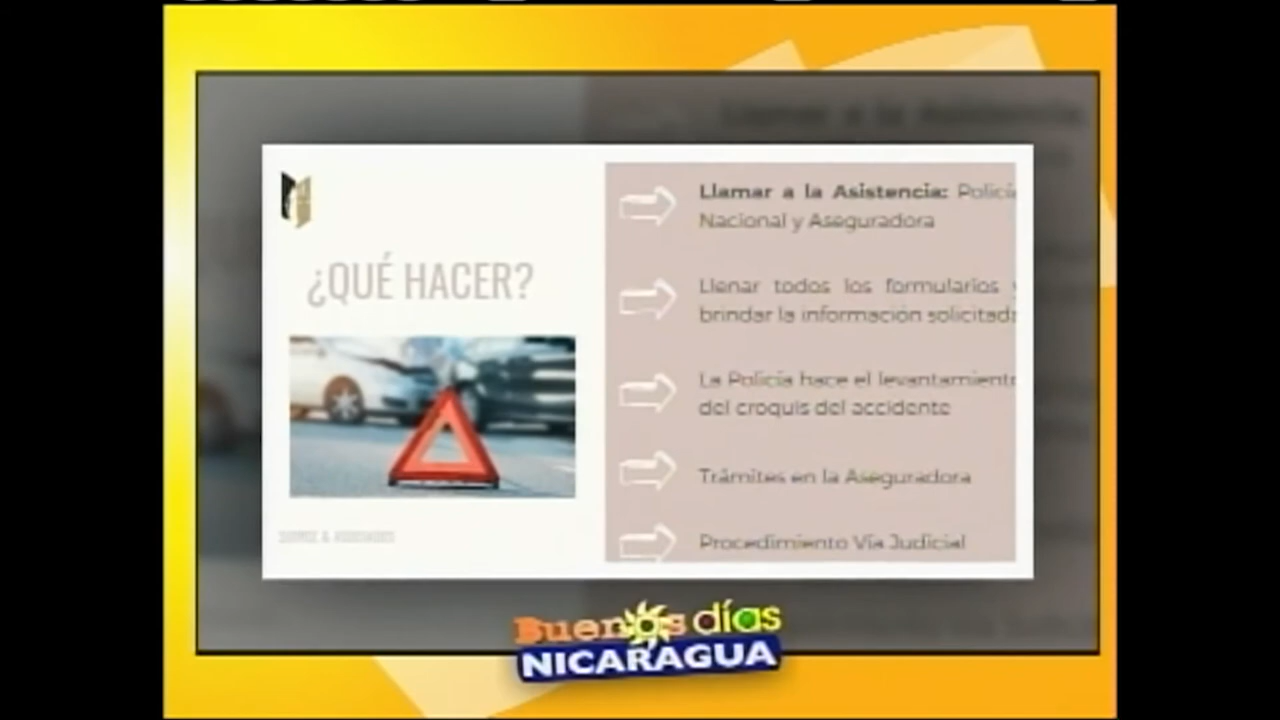 ¿QUÉ HACER?
Llamar a la Asistencia: Policía
Nacional y Aseguradora
Llenar todos los formularios y
brindar la información solicitada
La Policía hace el levantamiento
del croquis del accidente
Trámites en la Aseguradora
Procedimiento Vía Judicial
Buenos días
NICARAGUA